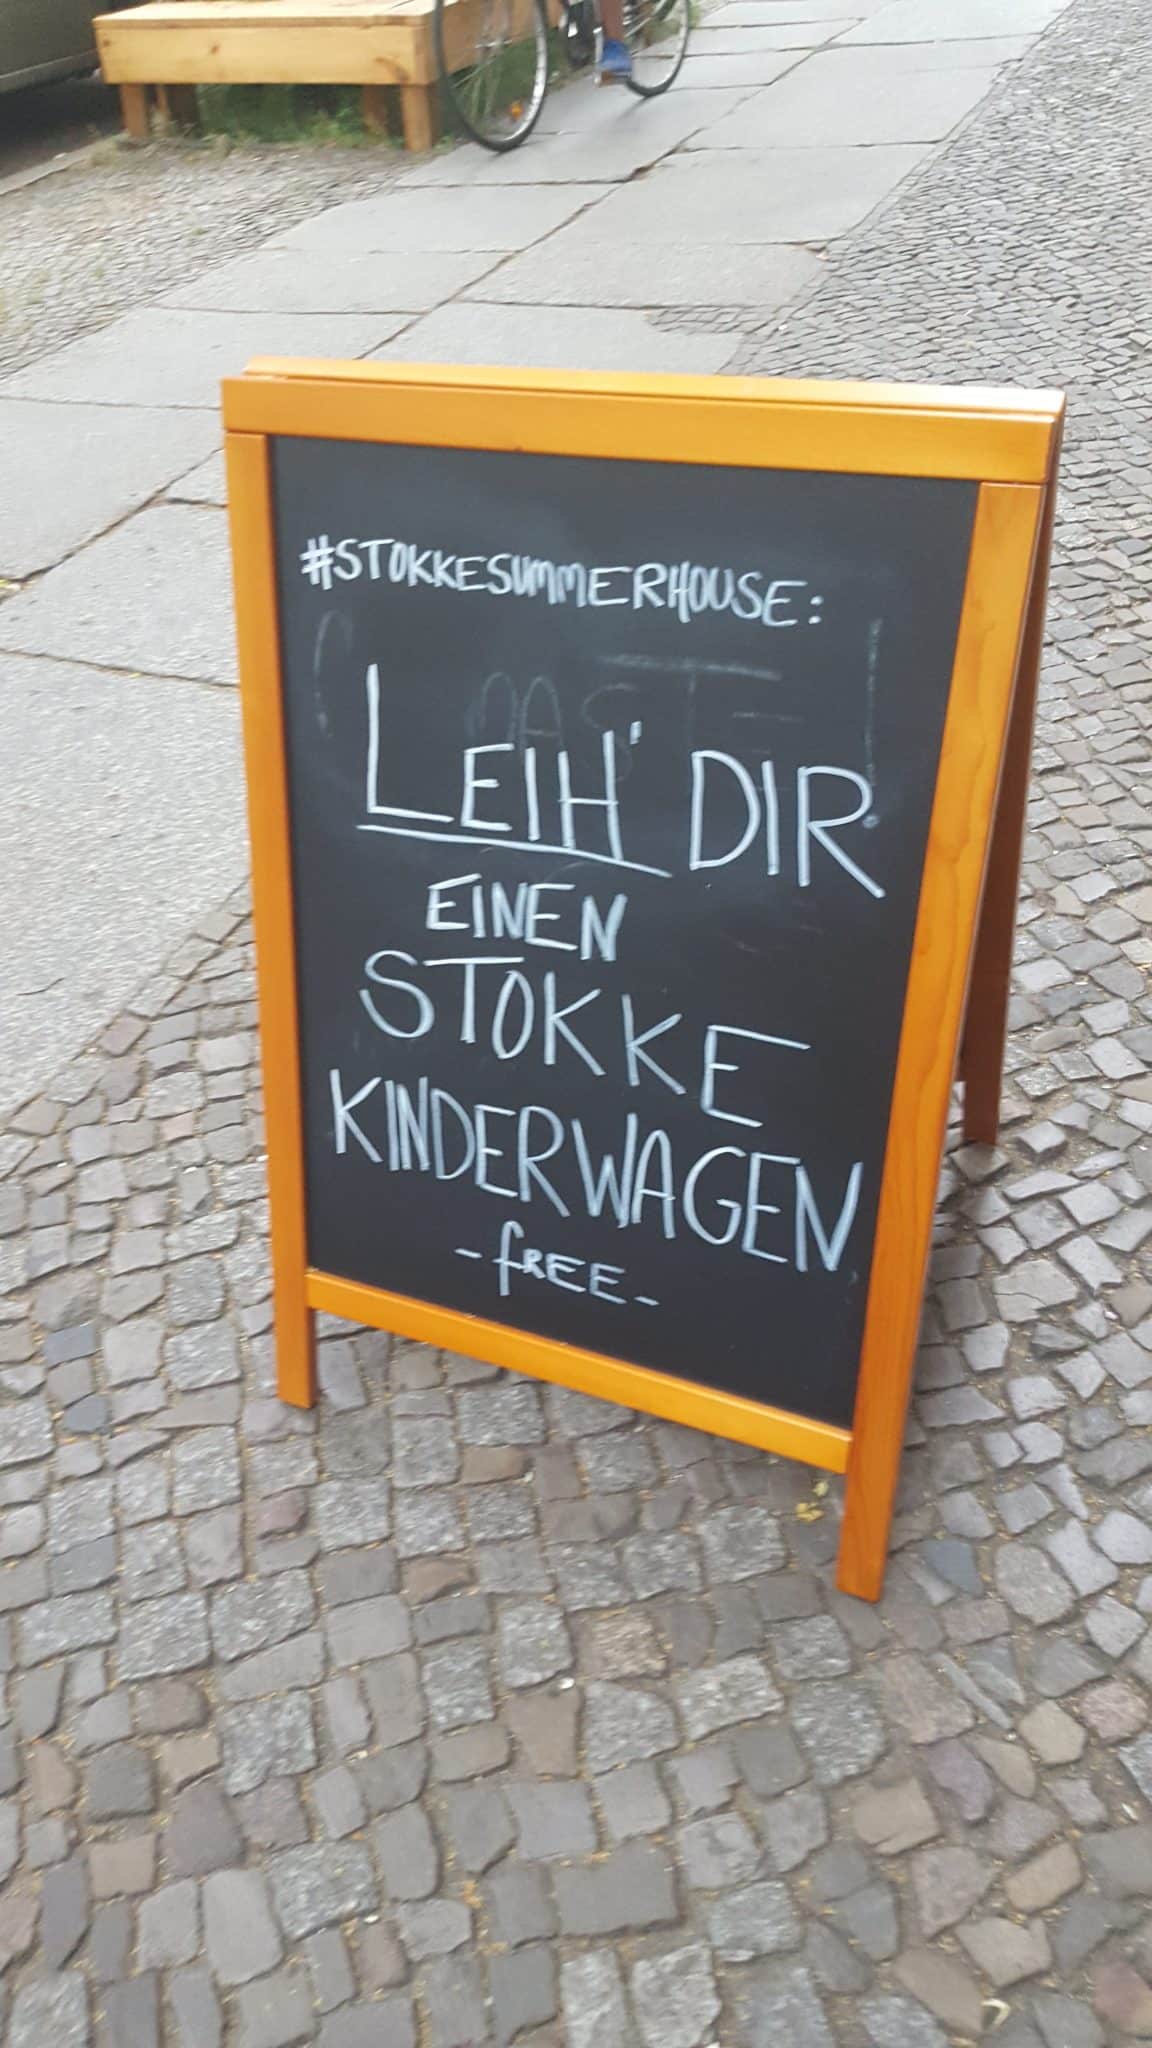 #STOKKESUMMERHOUSE:
LEIH' DIR
EINEN
STOKKE
KINDERWAGEN
- FREE -